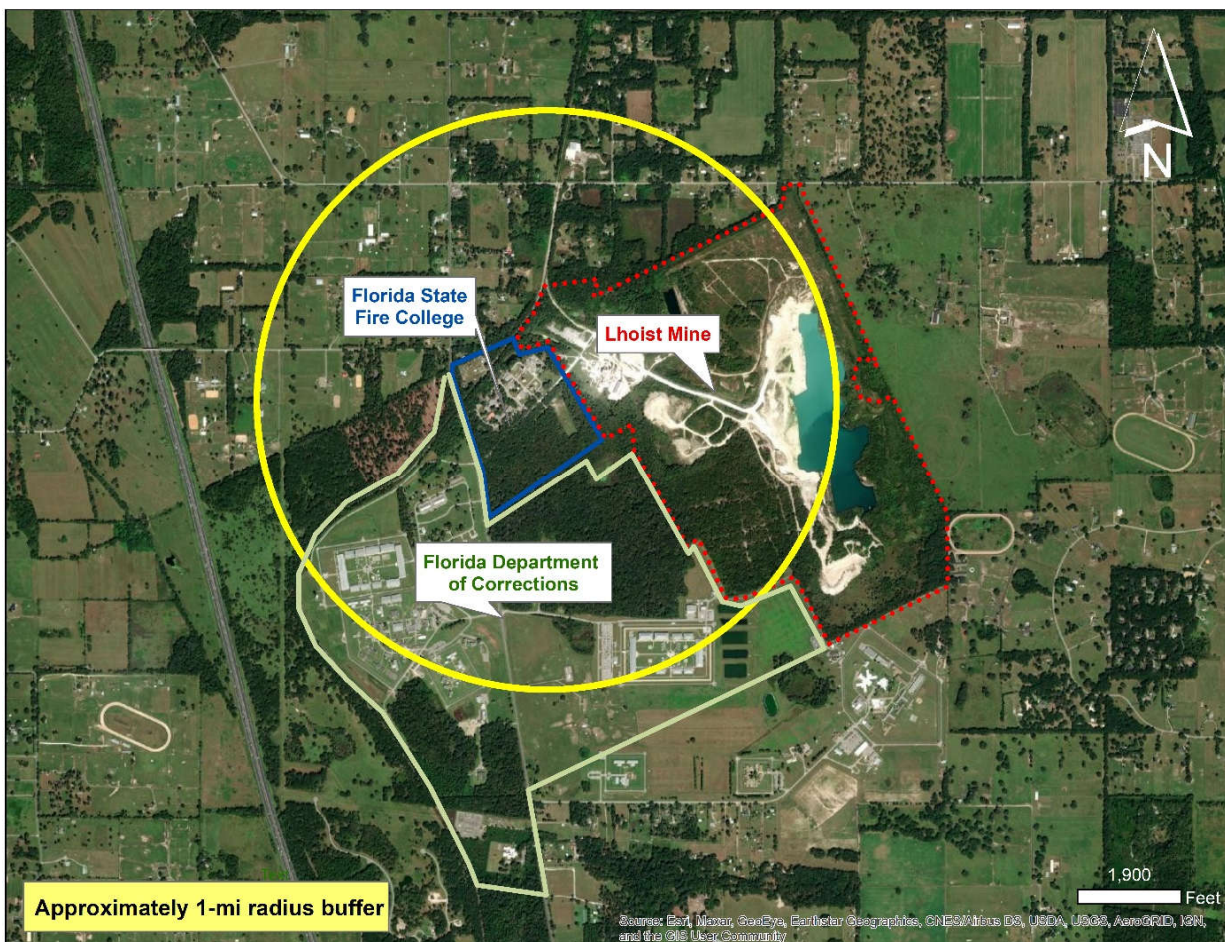 N
Florida State
Fire College
Lhoist Mine
Florida Department
of Corrections
1,900
Feet
Approximately 1-mi radius buffer
Source: Esri, Maxar, GeoEye, Earthstar Geographics, CNES/Airbus DS, USDA, USGS, AeroGRID, IGN,
and the GIS User Community